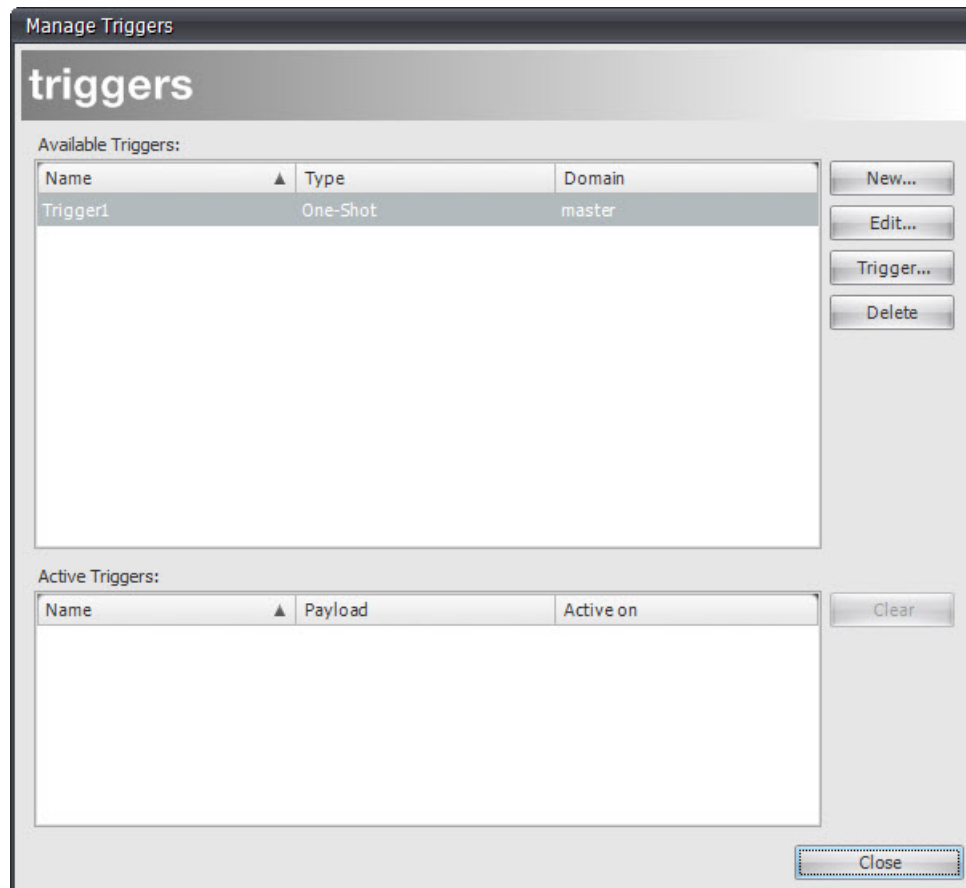 Manage Triggers
triggers
Available Triggers:
Name Type Domain
Trigger1 One-Shot master
New...
Edit...
Trigger...
Delete
Active Triggers:
Name Payload Active on
Clear
Close